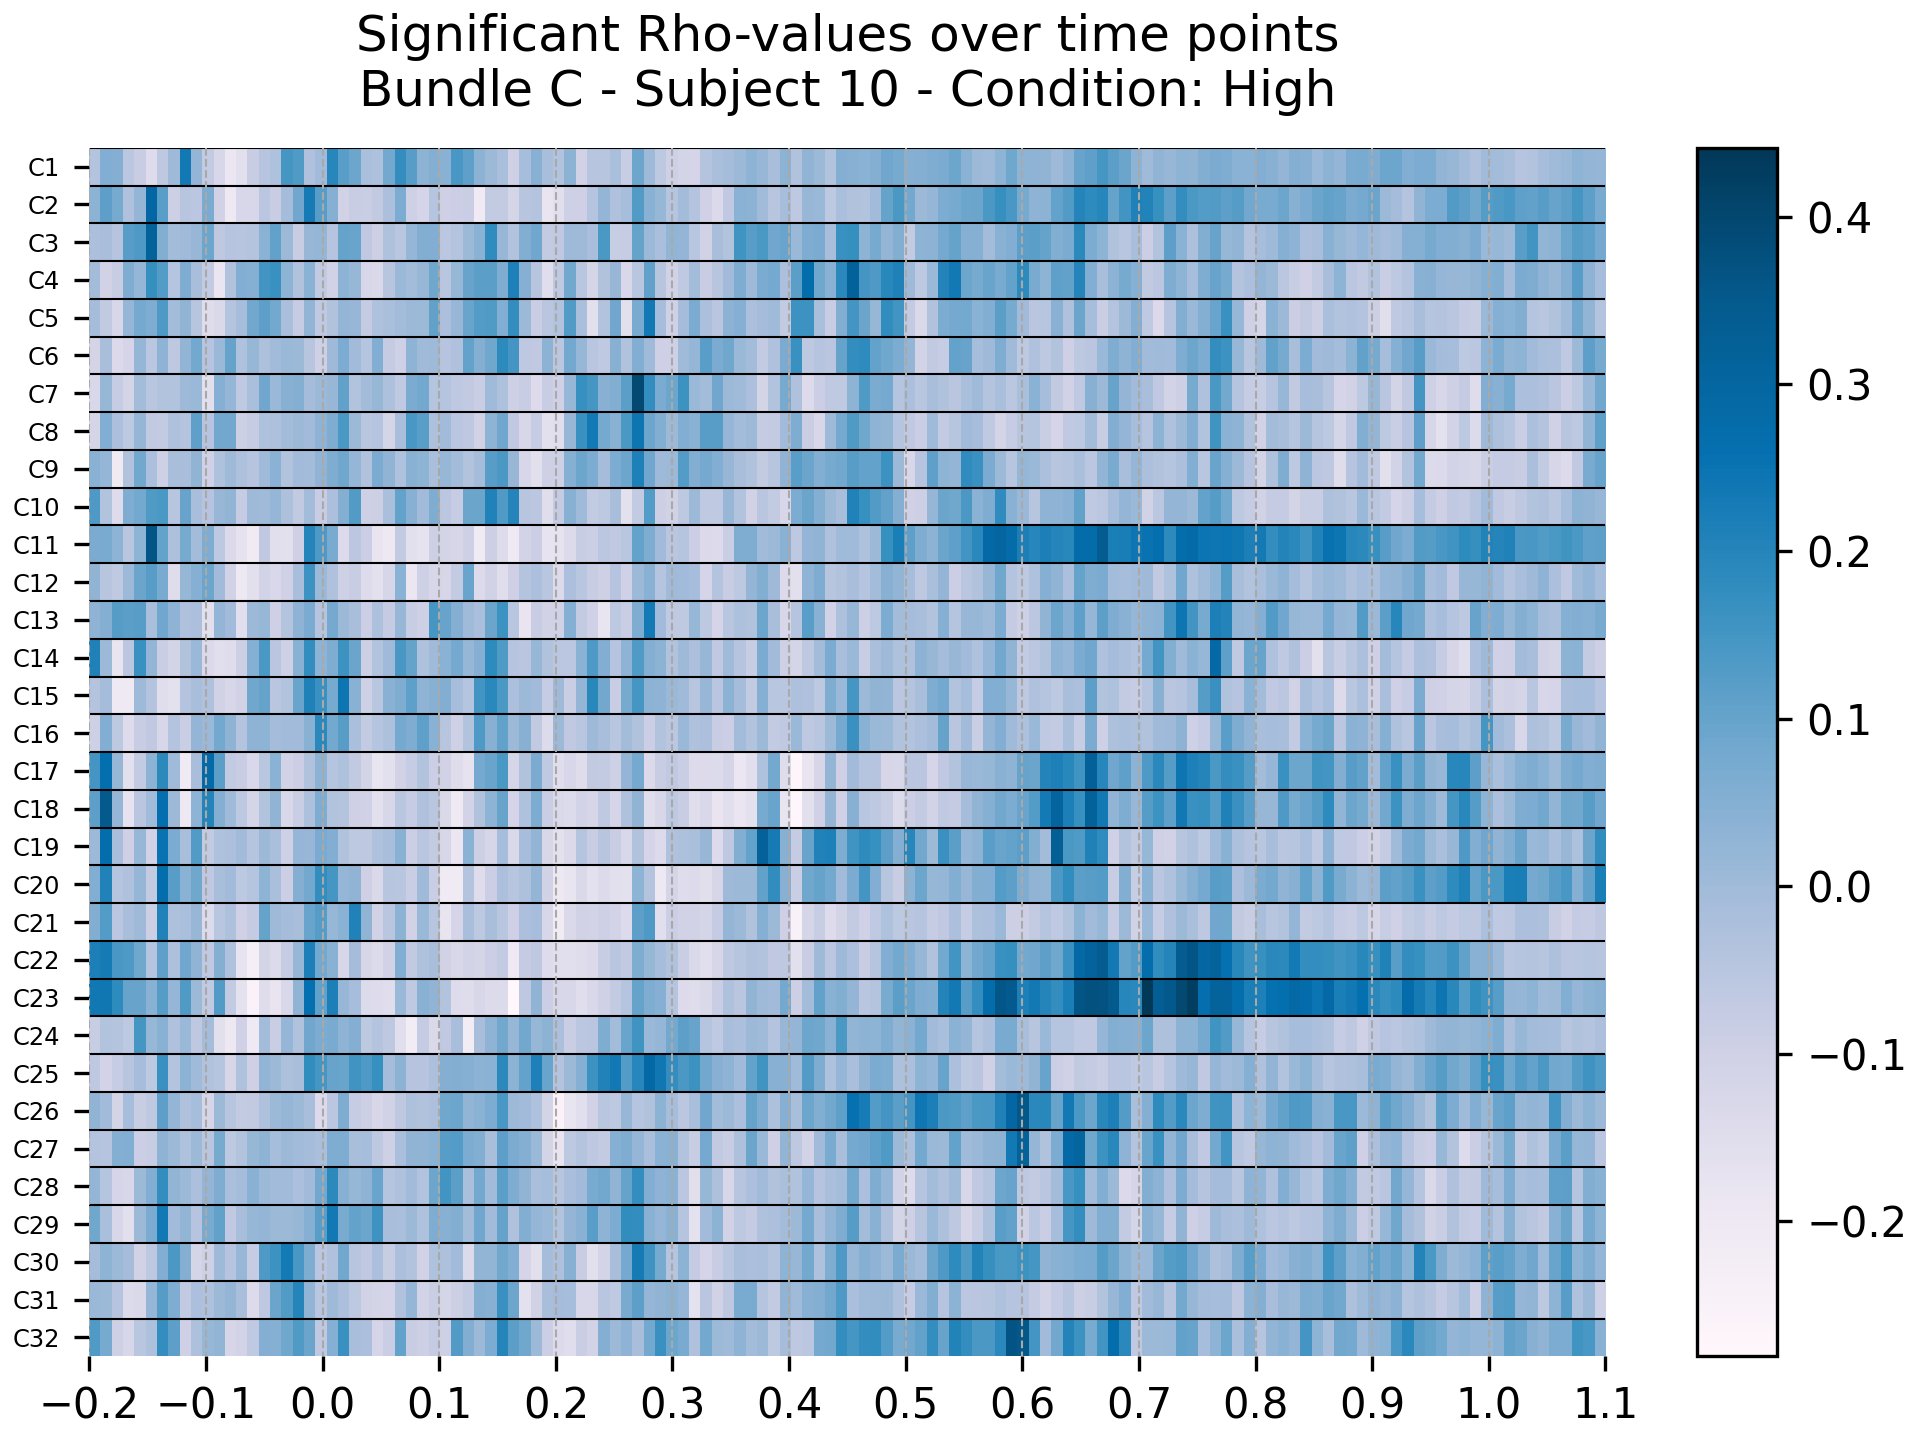 Significant Rho-values over time points
Bundle C - Subject 10 - Condition: High
C1
C2
C3
C4
C5
C6
C7
C8
C9
C10
C11
C12
C13
C14
C15
C16
C17
C18
C19
C20
C21
C22
C23
C24
C25
C26
C27
C28
C29
C30
C31
C32
−0.2 −0.1 0.0 0.1 0.2 0.3 0.4 0.5 0.6 0.7 0.8 0.9 1.0 1.1
0.4
0.3
0.2
0.1
0.0
−0.1
−0.2